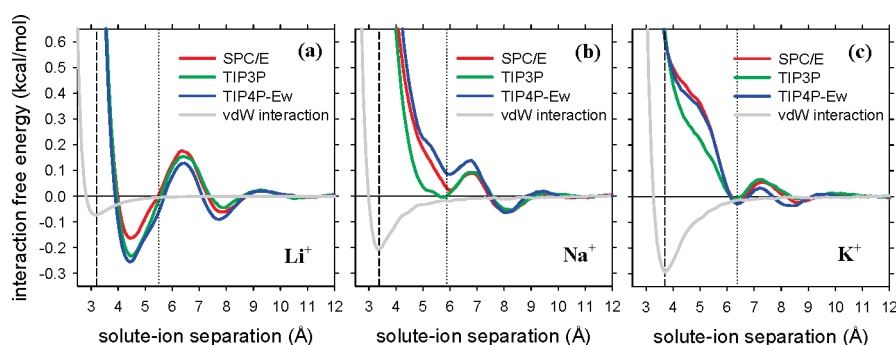 interaction free energy (kcal/mol)
0.6
0.5
0.4
0.3
0.2
0.1
0.0
-0.1
-0.2
-0.3
(a)
SPC/E
TIP3P
TIP4P-Ew
vdW interaction
Li+
3 4 5 6 7 8 9 10 11 12
solute-ion separation (Å)
(b)
SPC/E
TIP3P
TIP4P-Ew
vdW interaction
Na+
3 4 5 6 7 8 9 10 11 12
solute-ion separation (Å)
(c)
SPC/E
TIP3P
TIP4P-Ew
vdW interaction
K+
3 4 5 6 7 8 9 10 11 12
solute-ion separation (Å)